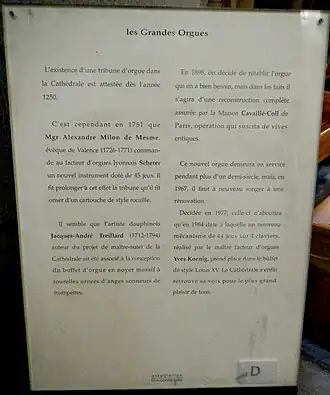 les Grandes Orgues
L'existence d'une tribune d'orgue dans
la Cathédrale est attestée dès l'année
1250.
C'est cependant en 1751 que
Mgr Alexandre Milon de Mesme,
évêque de Valence (1726-1771) comman-
de au facteur d'orgues lyonnais Scherer
un nouvel instrument doté de 45 jeux. Il
fit prolonger à cet effet la tribune qu'il fit
orner d'un cartouche de style rocaille.
Il semble que l'artiste dauphinois
Jacques-André Treillard (1712-1794)
auteur du projet de maître-autel de la
Cathédrale ait été associé à la conception
du buffet d'orgue en noyer massif à
tourelles ornées d'anges sonneurs de
trompettes.
En 1898, on décide de rétablir l'orgue
qui en a bien besoin, mais dans les faits il
s'agira d'une reconstruction complète
assurée par la Maison Cavaillé-Coll de
Paris, opération qui suscita de vives
critiques.
Ce nouvel orgue demeura en service
pendant plus d'un demi-siècle, mais, en
1967, il faut à nouveau songer à une
rénovation.
Décidée en 1977, celle-ci n'aboutira
qu'en 1984 date à laquelle un nouveau
mécanisme de 44 jeux sur 4 claviers,
réalisé par le maître facteur d'orgues
Yves Koenig, prend place dans le buffet
de style Louis XV. La Cathédrale a enfin
retrouvé sa voix pour le plus grand
plaisir de tous.
D